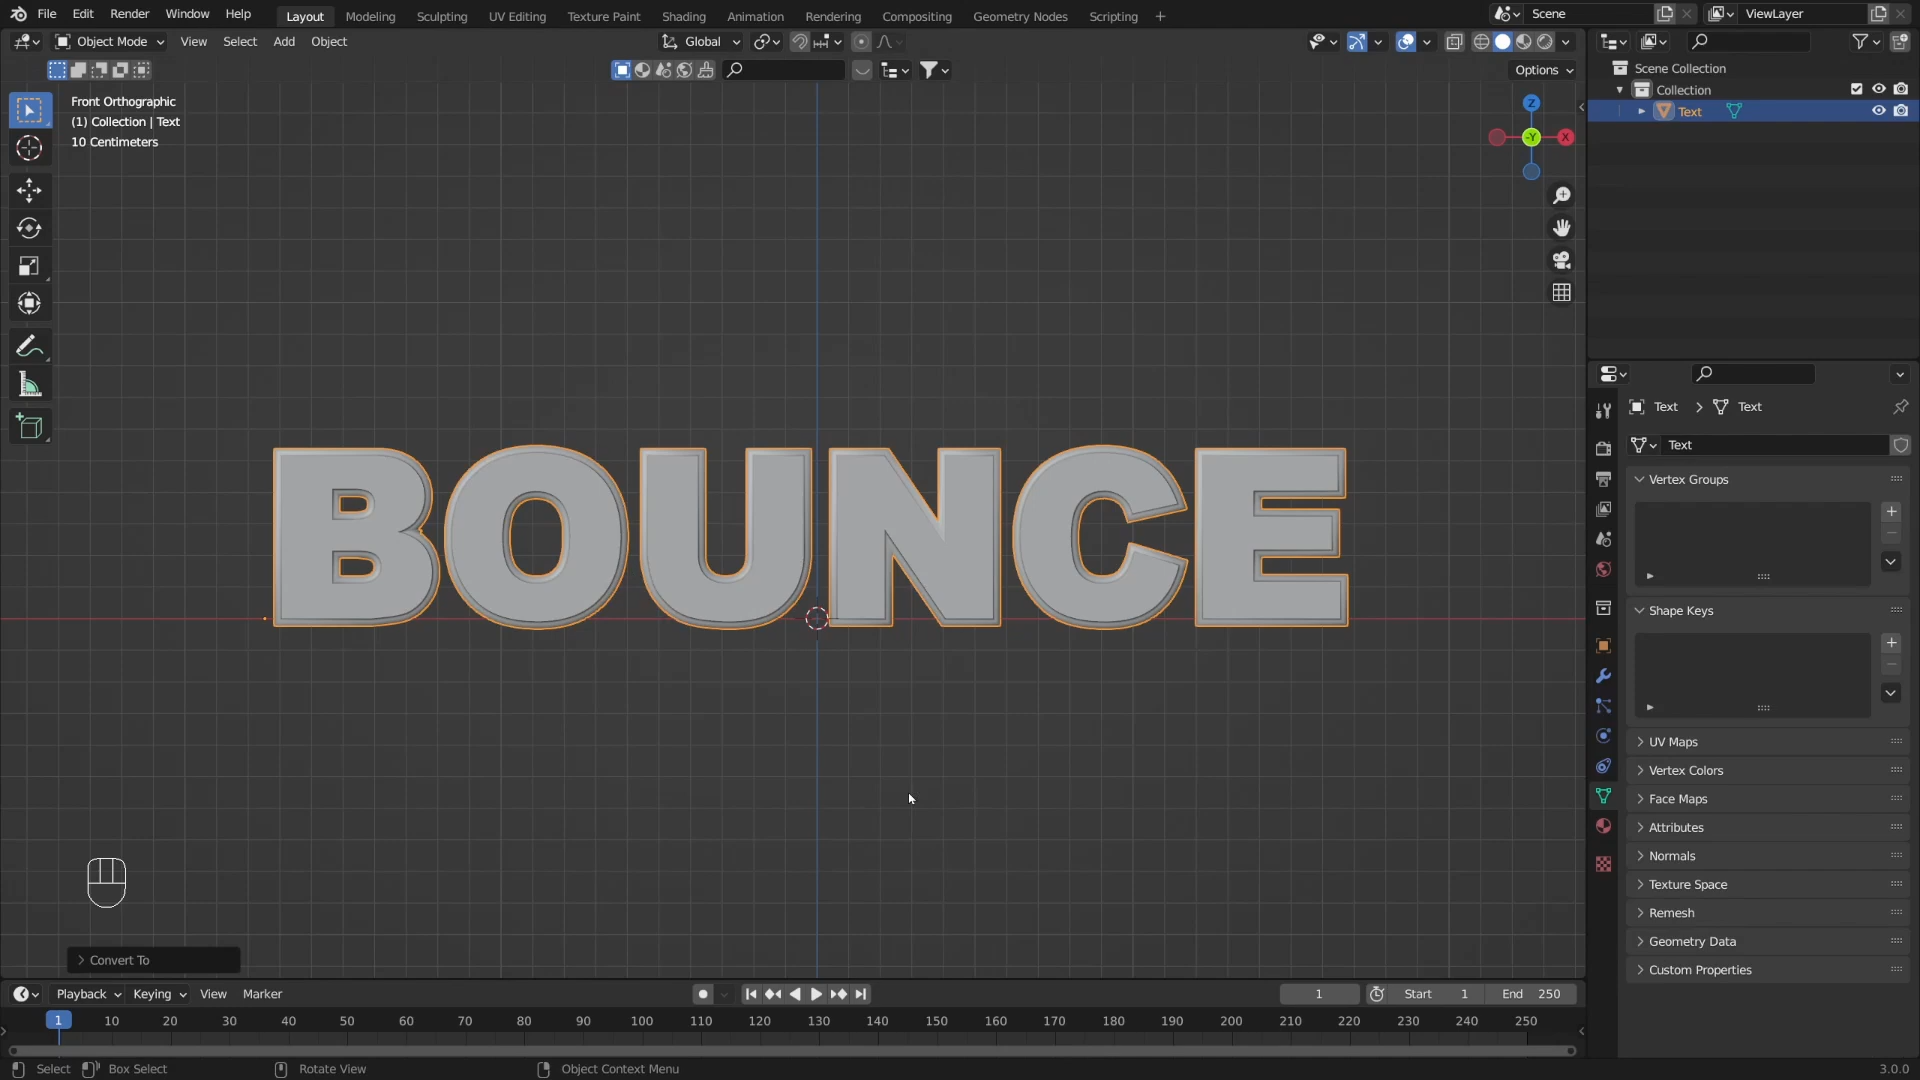 File Edit Render Window Help
Layout Modeling Sculpting UV Editing Texture Paint Shading Animation Rendering Compositing Geometry Nodes Scripting +
Scene
ViewLayer
Object Mode View Select Add Object
Global
Options
Front Orthographic
(1) Collection | Text
10 Centimeters
Z
-Y
X
BOUNCE
Convert To
Scene Collection
Collection
Text
Text > Text
Text
Vertex Groups
Shape Keys
UV Maps
Vertex Colors
Face Maps
Attributes
Normals
Texture Space
Remesh
Geometry Data
Custom Properties
Playback Keying View Marker
1
Start 1
End 250
1 10 20 30 40 50 60 70 80 90 100 110 120 130 140 150 160 170 180 190 200 210 220 230 240 250
Select Box Select Rotate View Object Context Menu
3.0.0